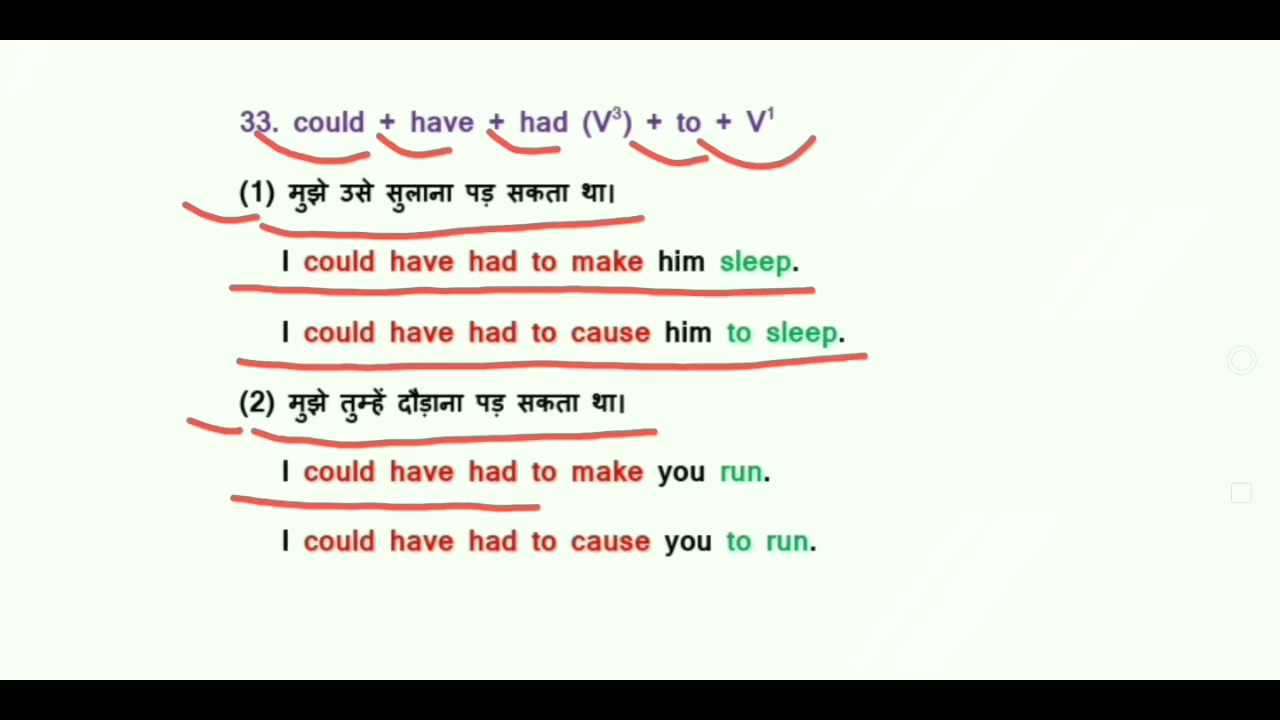 33. could + have + had (V³) + to + V¹
(1) मुझे उसे सुलाना पड़ सकता था।
I could have had to make him sleep.
I could have had to cause him to sleep.
(2) मुझे तुम्हें दौड़ाना पड़ सकता था।
I could have had to make you run.
I could have had to cause you to run.